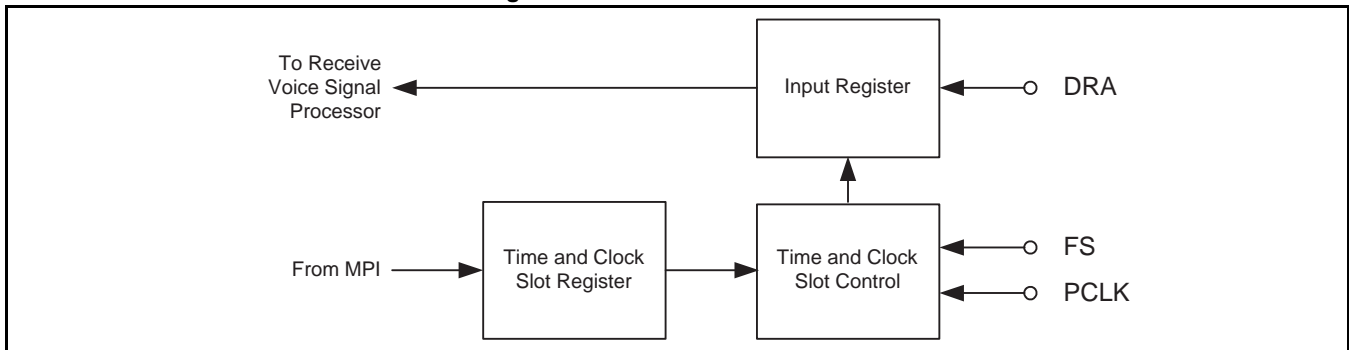 To Receive
Voice Signal
Processor
Input Register
DRA
From MPI
Time and Clock
Slot Register
Time and Clock
Slot Control
FS
PCLK